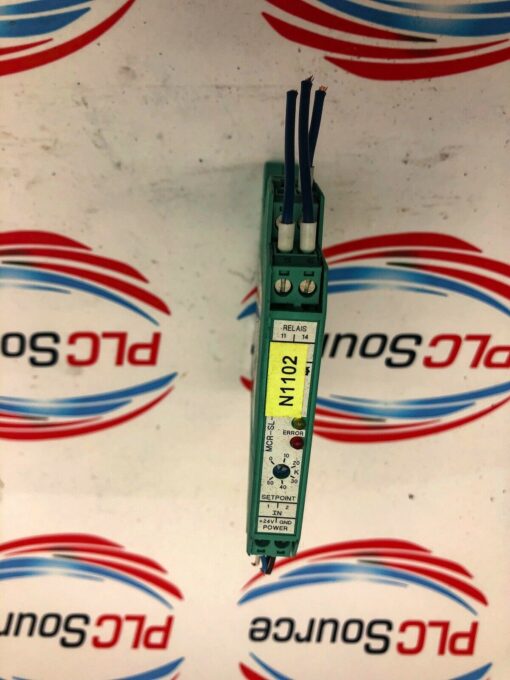 PLC Source
PLC Source
RELAIS
11 14
N1102
MCR-SL-
ERROR
0 10 20 30 40 50
K
SETPOINT
1 2
IN
+24V GND
POWER
PLC Source
PLC Source